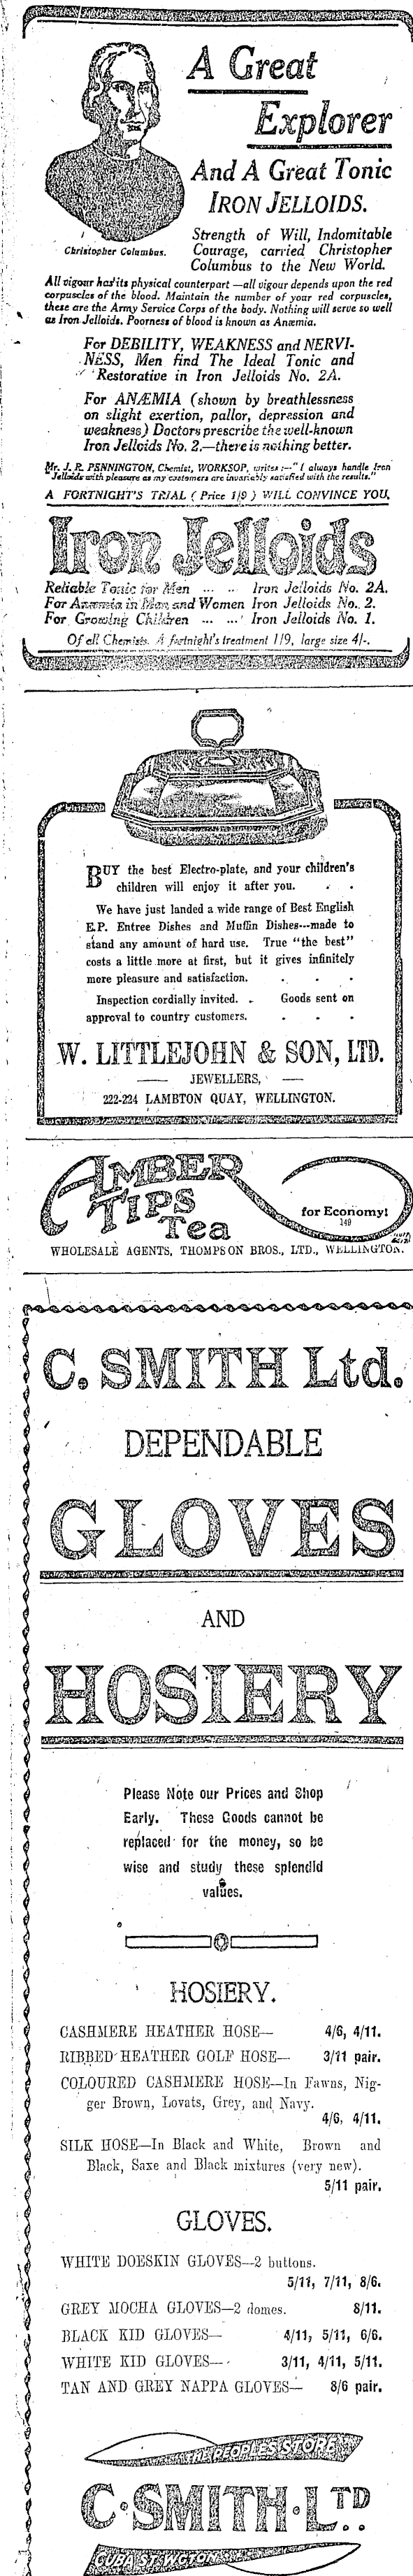 A Great
Explorer
And A Great Tonic
IRON JELLOIDS.
Christopher Columbus.
Strength of Will, Indomitable
Courage, carried Christopher
Columbus to the New World.
All vigour has its physical counterpart—all vigour depends upon the red
corpuscles of the blood. Maintain the number of your red corpuscles,
these are the Army Service Corps of the body. Nothing will serve so well
as Iron Jelloids. Poorness of blood is known as Anæmia.
For DEBILITY, WEAKNESS and NERVI-
NESS, Men find The Ideal Tonic and
Restorative in Iron Jelloids No. 2A.
For ANÆMIA (shown by breathlessness
on slight exertion, pallor, depression and
weakness) Doctors prescribe the well-known
Iron Jelloids No. 2.—there is nothing better.
Mr. J. R. PENNINGTON, Chemist, WORKSOP, writes:—"I always handle Iron
Jelloids with pleasure as my customers are invariably satisfied with the results."
A FORTNIGHT'S TRIAL (Price 1/9) WILL CONVINCE YOU.
Iron Jelloids
Reliable Tonic for Men ... .. Iron Jelloids No. 2A.
For Anæmia in Men and Women Iron Jelloids No. 2.
For Growing Children ... ... Iron Jelloids No. 1.
Of all Chemists. A fortnight's treatment 1/9, large size 4/-.
BUY the best Electro-plate, and your children's
children will enjoy it after you. . .
We have just landed a wide range of Best English
E.P. Entree Dishes and Muffin Dishes---made to
stand any amount of hard use. True "the best"
costs a little more at first, but it gives infinitely
more pleasure and satisfaction. . . .
Inspection cordially invited. . Goods sent on
approval to country customers. . . .
W. LITTLEJOHN & SON, LTD.
JEWELLERS,
222-224 LAMBTON QUAY, WELLINGTON.
AMBER
TIPS
Tea
for Economy!
149
WHOLESALE AGENTS, THOMPSON BROS., LTD., WELLINGTON.
C. SMITH Ltd.
DEPENDABLE
GLOVES
AND
HOSIERY
Please Note our Prices and Shop
Early. These Goods cannot be
replaced for the money, so be
wise and study these splendid
values.
HOSIERY.
CASHMERE HEATHER HOSE— 4/6, 4/11.
RIBBED HEATHER GOLF HOSE— 3/11 pair.
COLOURED CASHMERE HOSE—In Fawns, Nig-
ger Brown, Lovats, Grey, and Navy.
4/6, 4/11.
SILK HOSE—In Black and White, Brown and
Black, Saxe and Black mixtures (very new).
5/11 pair.
GLOVES.
WHITE DOESKIN GLOVES—2 buttons.
5/11, 7/11, 8/6.
GREY MOCHA GLOVES—2 domes. 8/11.
BLACK KID GLOVES— 4/11, 5/11, 6/6.
WHITE KID GLOVES— 3/11, 4/11, 5/11.
TAN AND GREY NAPPA GLOVES— 8/6 pair.
THE PEOPLES STORE
C·SMITH·LTD
CUBA ST. WGTON